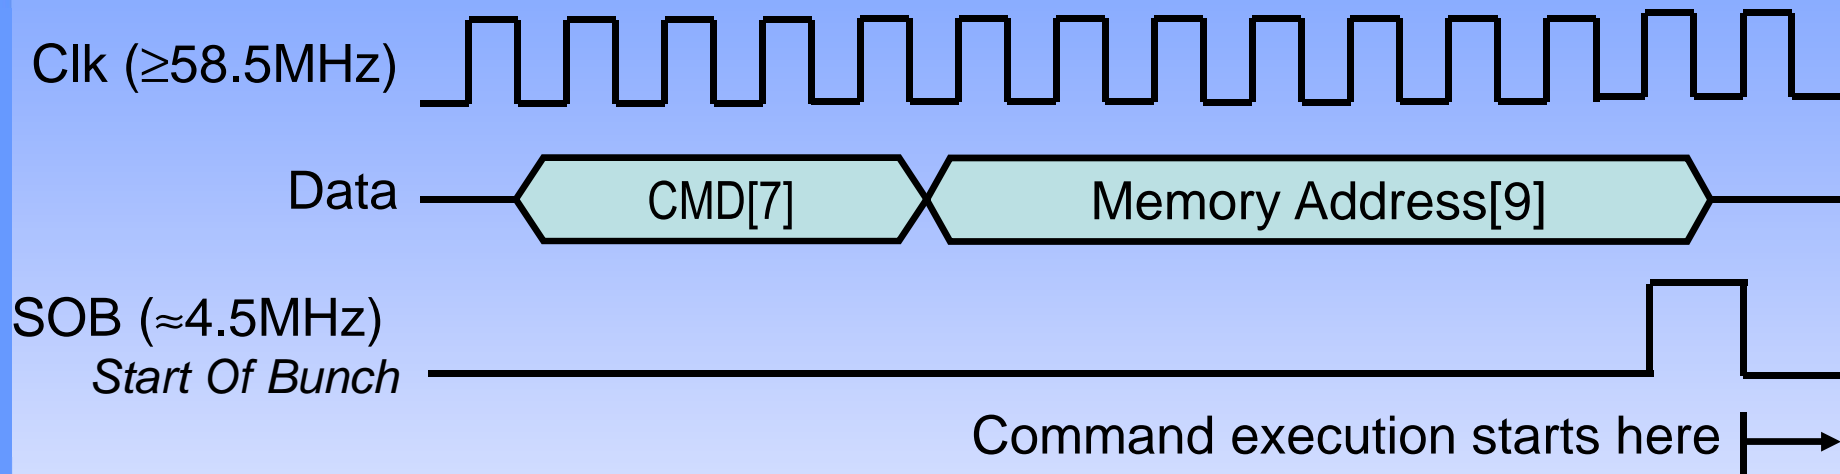 Clk (≥58.5MHz)
Data
CMD[7]
Memory Address[9]
SOB (≈4.5MHz)
Start Of Bunch
Command execution starts here